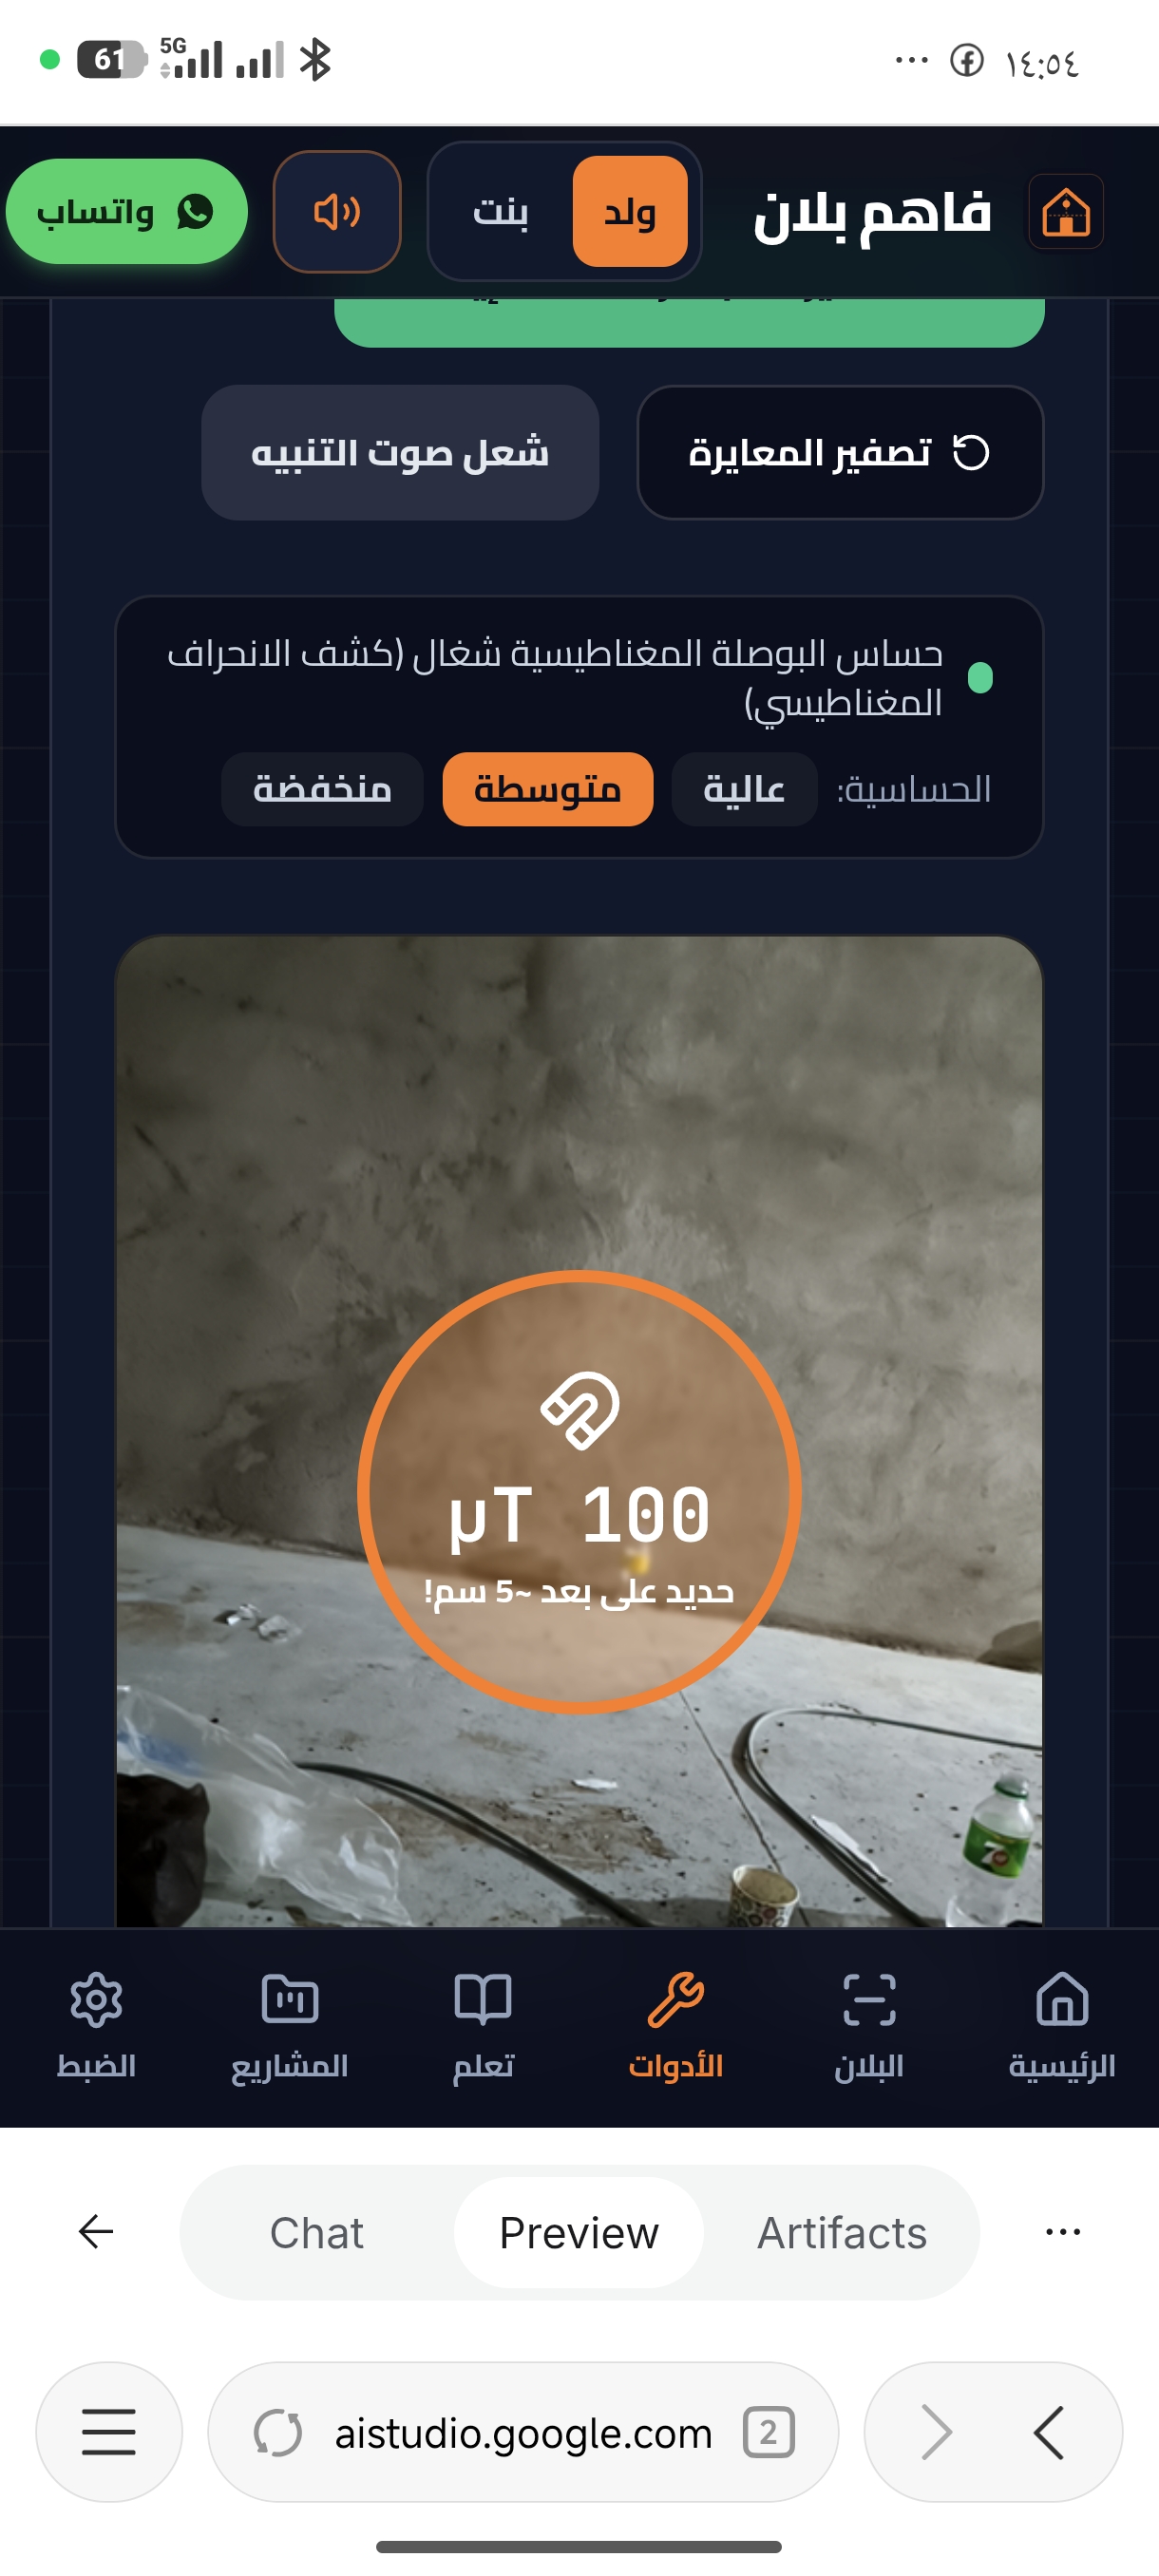 61
5G
١٤:٥٤
فاهم بلان
ولد
بنت
واتساب
تصفير المعايرة
شغل صوت التنبيه
حساس البوصلة المغناطيسية شغال (كشف الانحراف
المغناطيسي)
الحساسية:
عالية
متوسطة
منخفضة
100 µT
حديد على بعد ~5 سم!
7
الرئيسية
البلان
الأدوات
تعلم
المشاريع
الضبط
Chat
Preview
Artifacts
aistudio.google.com
2